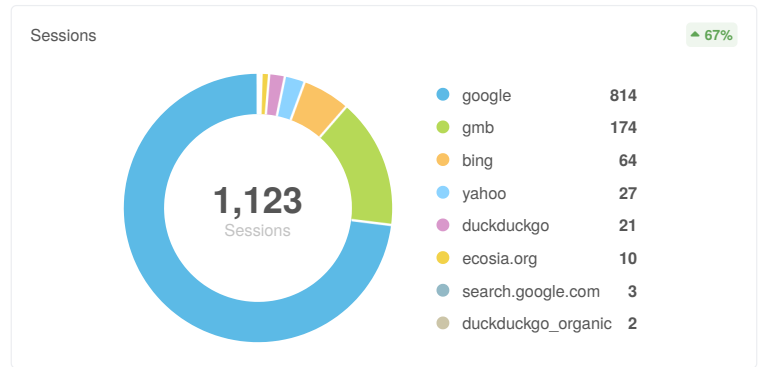 Sessions
67%
1,123
Sessions
google 814
gmb 174
bing 64
yahoo 27
duckduckgo 21
ecosia.org 10
search.google.com 3
duckduckgo_organic 2